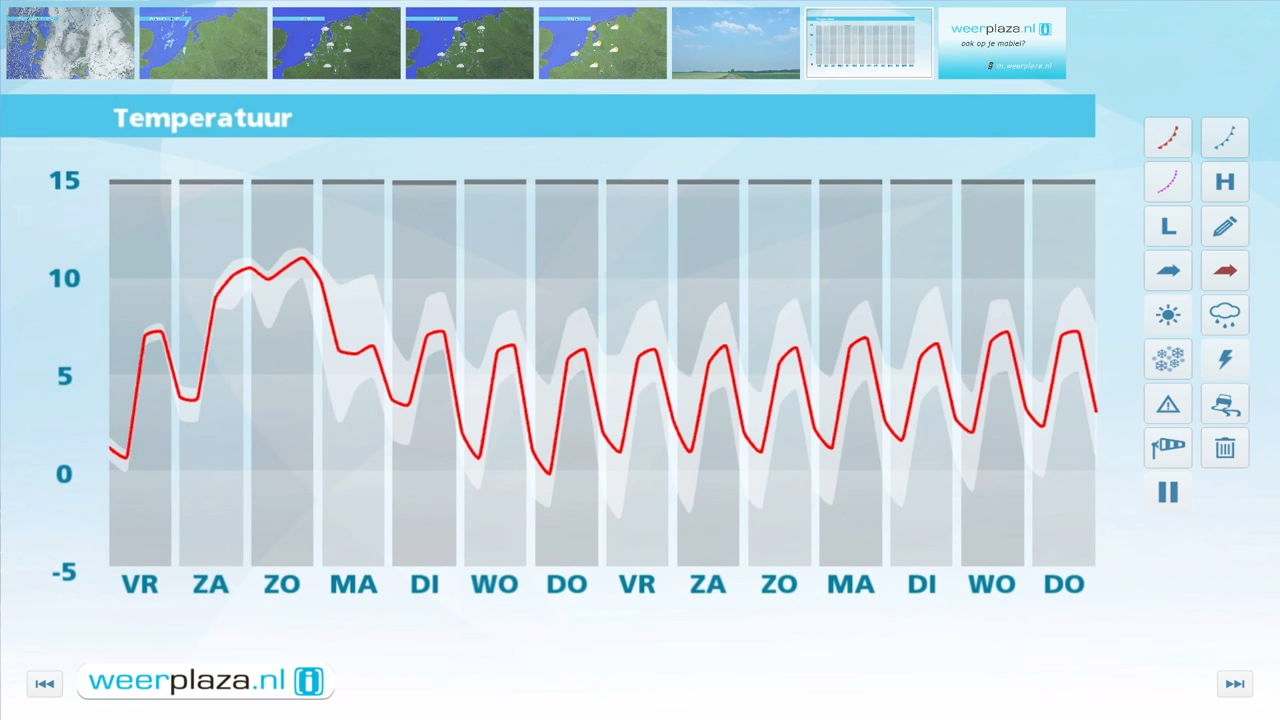 weerplaza.nl i
ook op je mobiel?
m.weerplaza.nl
Temperatuur
15
10
5
0
-5
VR ZA ZO MA DI WO DO VR ZA ZO MA DI WO DO
H
L
weerplaza.nl i